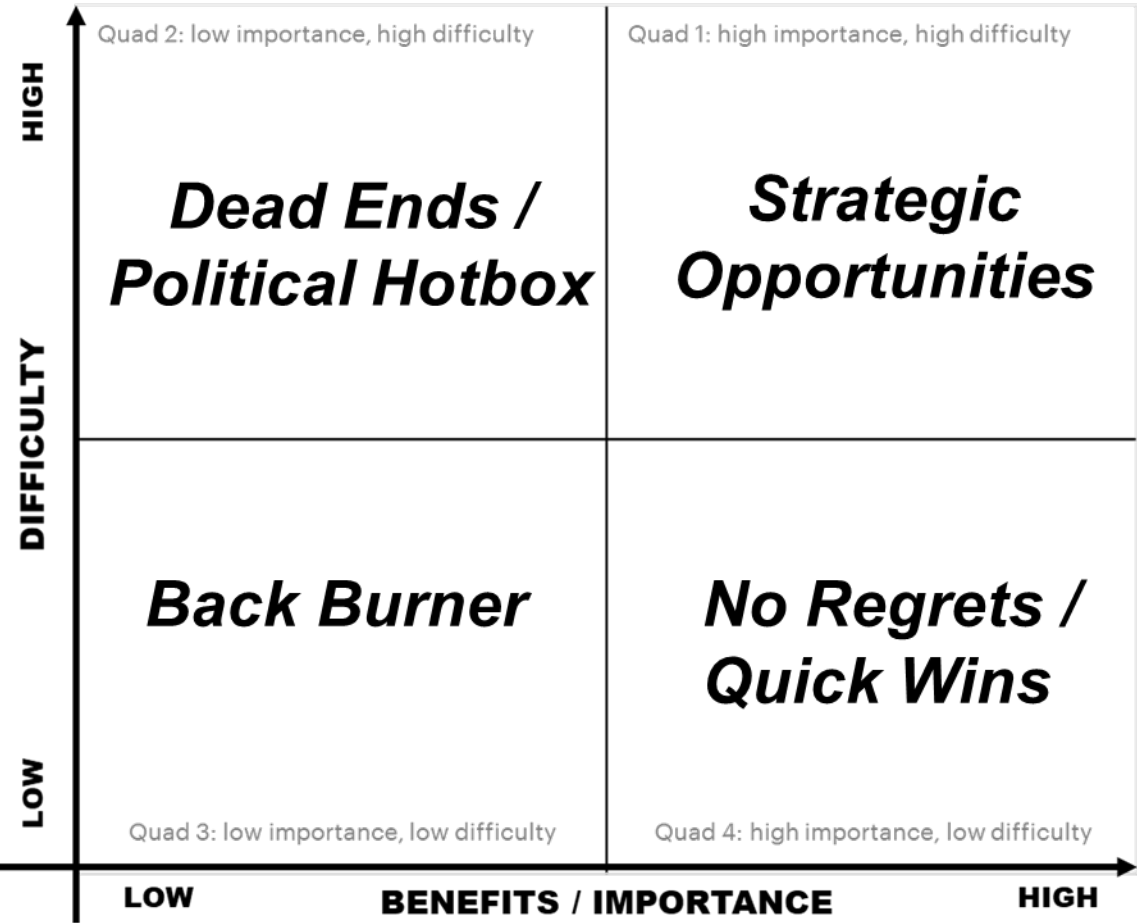 Quad 2: low importance, high difficulty
Quad 1: high importance, high difficulty
HIGH
Dead Ends /
Political Hotbox
Strategic
Opportunities
DIFFICULTY
Back Burner
No Regrets /
Quick Wins
LOW
Quad 3: low importance, low difficulty
Quad 4: high importance, low difficulty
LOW
BENEFITS / IMPORTANCE
HIGH